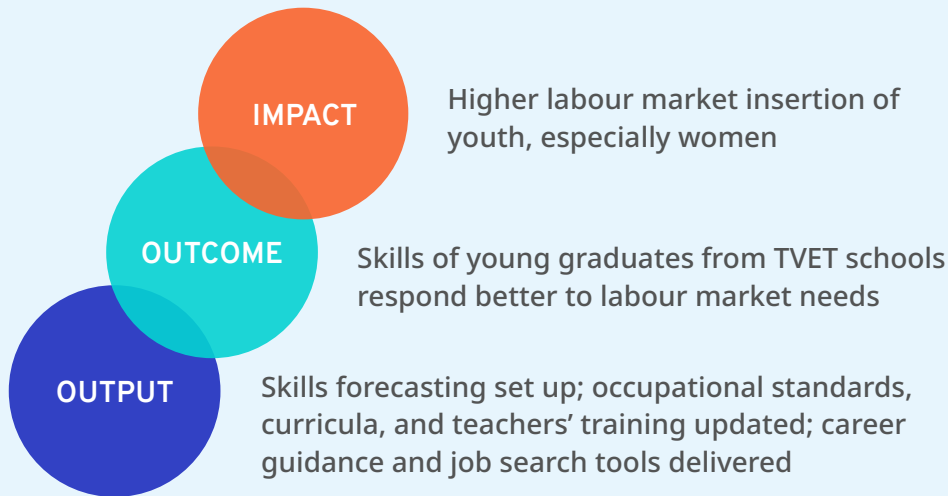 IMPACT
Higher labour market insertion of
youth, especially women
OUTCOME
Skills of young graduates from TVET schools
respond better to labour market needs
OUTPUT
Skills forecasting set up; occupational standards,
curricula, and teachers’ training updated; career
guidance and job search tools delivered